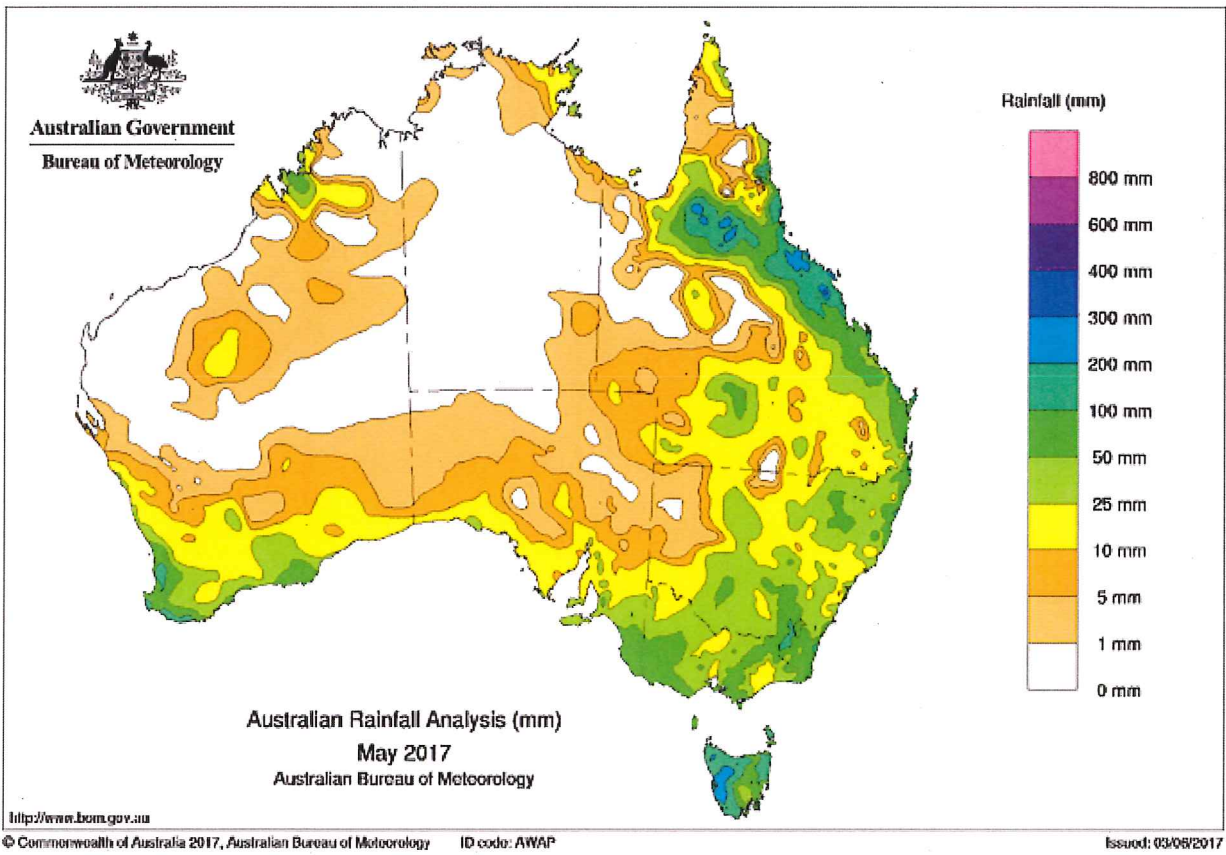 Australian Government
Bureau of Meteorology
Rainfall (mm)
800 mm
600 mm
400 mm
300 mm
200 mm
100 mm
50 mm
25 mm
10 mm
5 mm
1 mm
0 mm
Australian Rainfall Analysis (mm)
May 2017
Australian Bureau of Meteorology
http://www.bom.gov.au
© Commonwealth of Australia 2017, Australian Bureau of Meteorology ID code: AWAP Issued: 03/06/2017